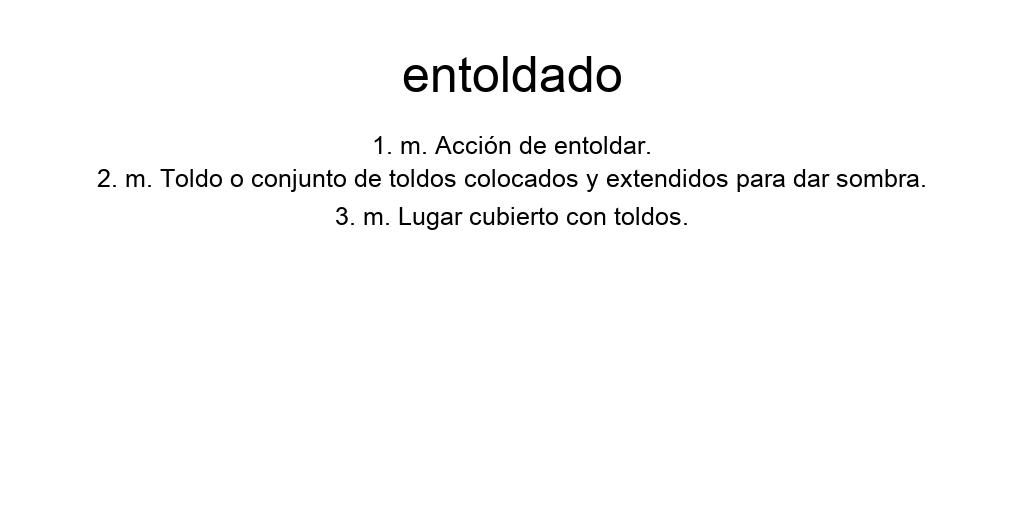 entoldado
1. m. Acción de entoldar.
2. m. Toldo o conjunto de toldos colocados y extendidos para dar sombra.
3. m. Lugar cubierto con toldos.